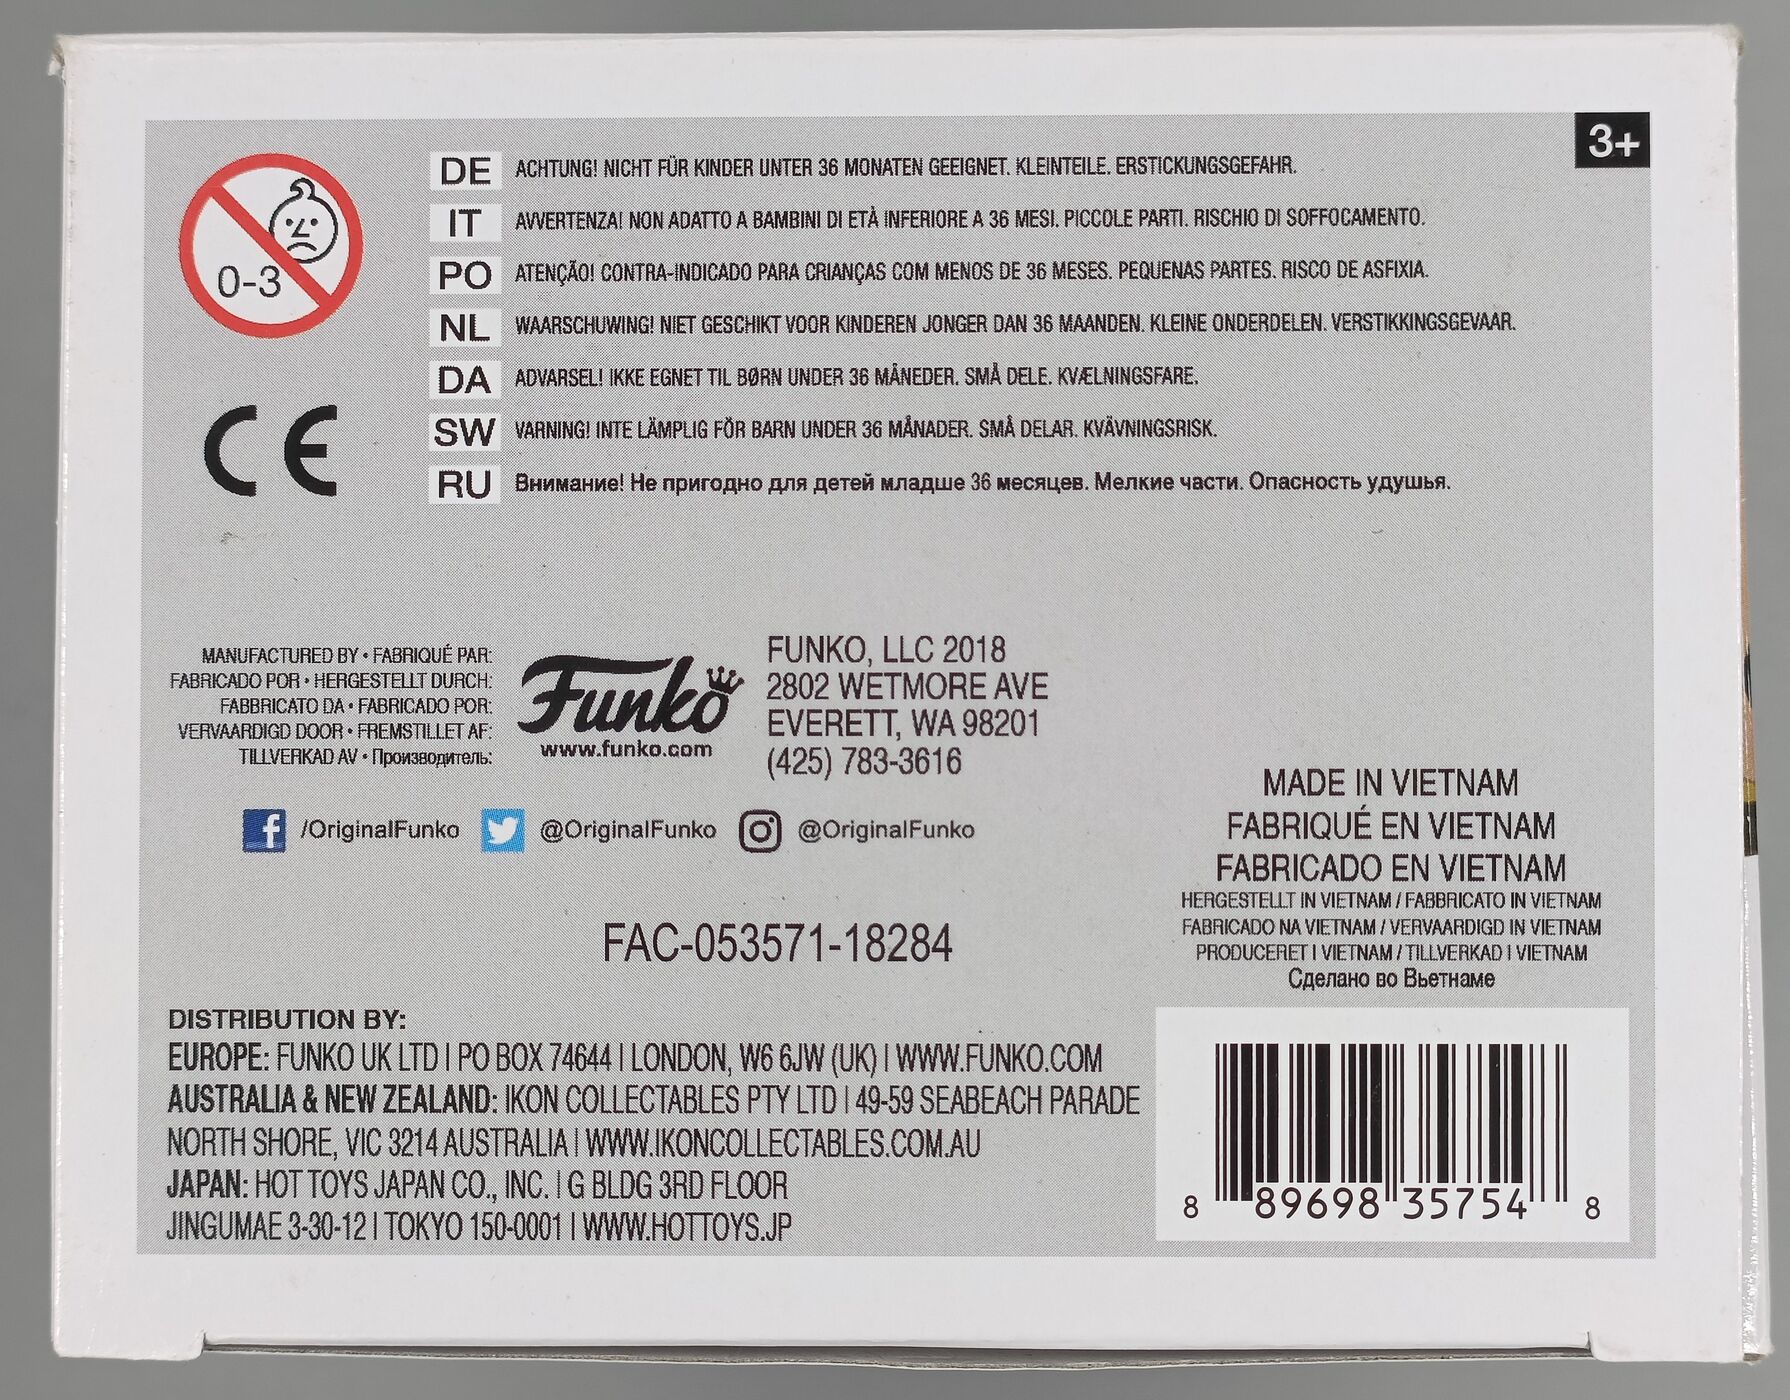 3+
0-3
DE ACHTUNG! NICHT FÜR KINDER UNTER 36 MONATEN GEEIGNET. KLEINTEILE. ERSTICKUNGSGEFAHR.
IT AVVERTENZA! NON ADATTO A BAMBINI DI ETÀ INFERIORE A 36 MESI. PICCOLE PARTI. RISCHIO DI SOFFOCAMENTO.
PO ATENÇÃO! CONTRA-INDICADO PARA CRIANÇAS COM MENOS DE 36 MESES. PEQUENAS PARTES. RISCO DE ASFIXIA.
NL WAARSCHUWING! NIET GESCHIKT VOOR KINDEREN JONGER DAN 36 MAANDEN. KLEINE ONDERDELEN. VERSTIKKINGSGEVAAR.
DA ADVARSEL! IKKE EGNET TIL BØRN UNDER 36 MÅNEDER. SMÅ DELE. KVÆLNINGSFARE.
SW VARNING! INTE LÄMPLIG FÖR BARN UNDER 36 MÅNADER. SMÅ DELAR. KVÄVNINGSRISK.
RU Внимание! Не пригодно для детей младше 36 месяцев. Мелкие части. Опасность удушья.
CE
MANUFACTURED BY • FABRIQUÉ PAR:
FABRICADO POR • HERGESTELLT DURCH:
FABBRICATO DA • FABRICADO POR:
VERVAARDIGD DOOR • FREMSTILLET AF:
TILLVERKAD AV • Производитель:
Funko
www.funko.com
FUNKO, LLC 2018
2802 WETMORE AVE
EVERETT, WA 98201
(425) 783-3616
/OriginalFunko @OriginalFunko @OriginalFunko
MADE IN VIETNAM
FABRIQUÉ EN VIETNAM
FABRICADO EN VIETNAM
HERGESTELLT IN VIETNAM / FABBRICATO IN VIETNAM
FABRICADO NA VIETNAM / VERVAARDIGD IN VIETNAM
PRODUCERET I VIETNAM / TILLVERKAD I VIETNAM
Сделано во Вьетнаме
FAC-053571-18284
DISTRIBUTION BY:
EUROPE: FUNKO UK LTD | PO BOX 74644 | LONDON, W6 6JW (UK) | WWW.FUNKO.COM
AUSTRALIA & NEW ZEALAND: IKON COLLECTABLES PTY LTD | 49-59 SEABEACH PARADE
NORTH SHORE, VIC 3214 AUSTRALIA | WWW.IKONCOLLECTABLES.COM.AU
JAPAN: HOT TOYS JAPAN CO., INC. | G BLDG 3RD FLOOR
JINGUMAE 3-30-12 | TOKYO 150-0001 | WWW.HOTTOYS.JP
8 89698 35754 8